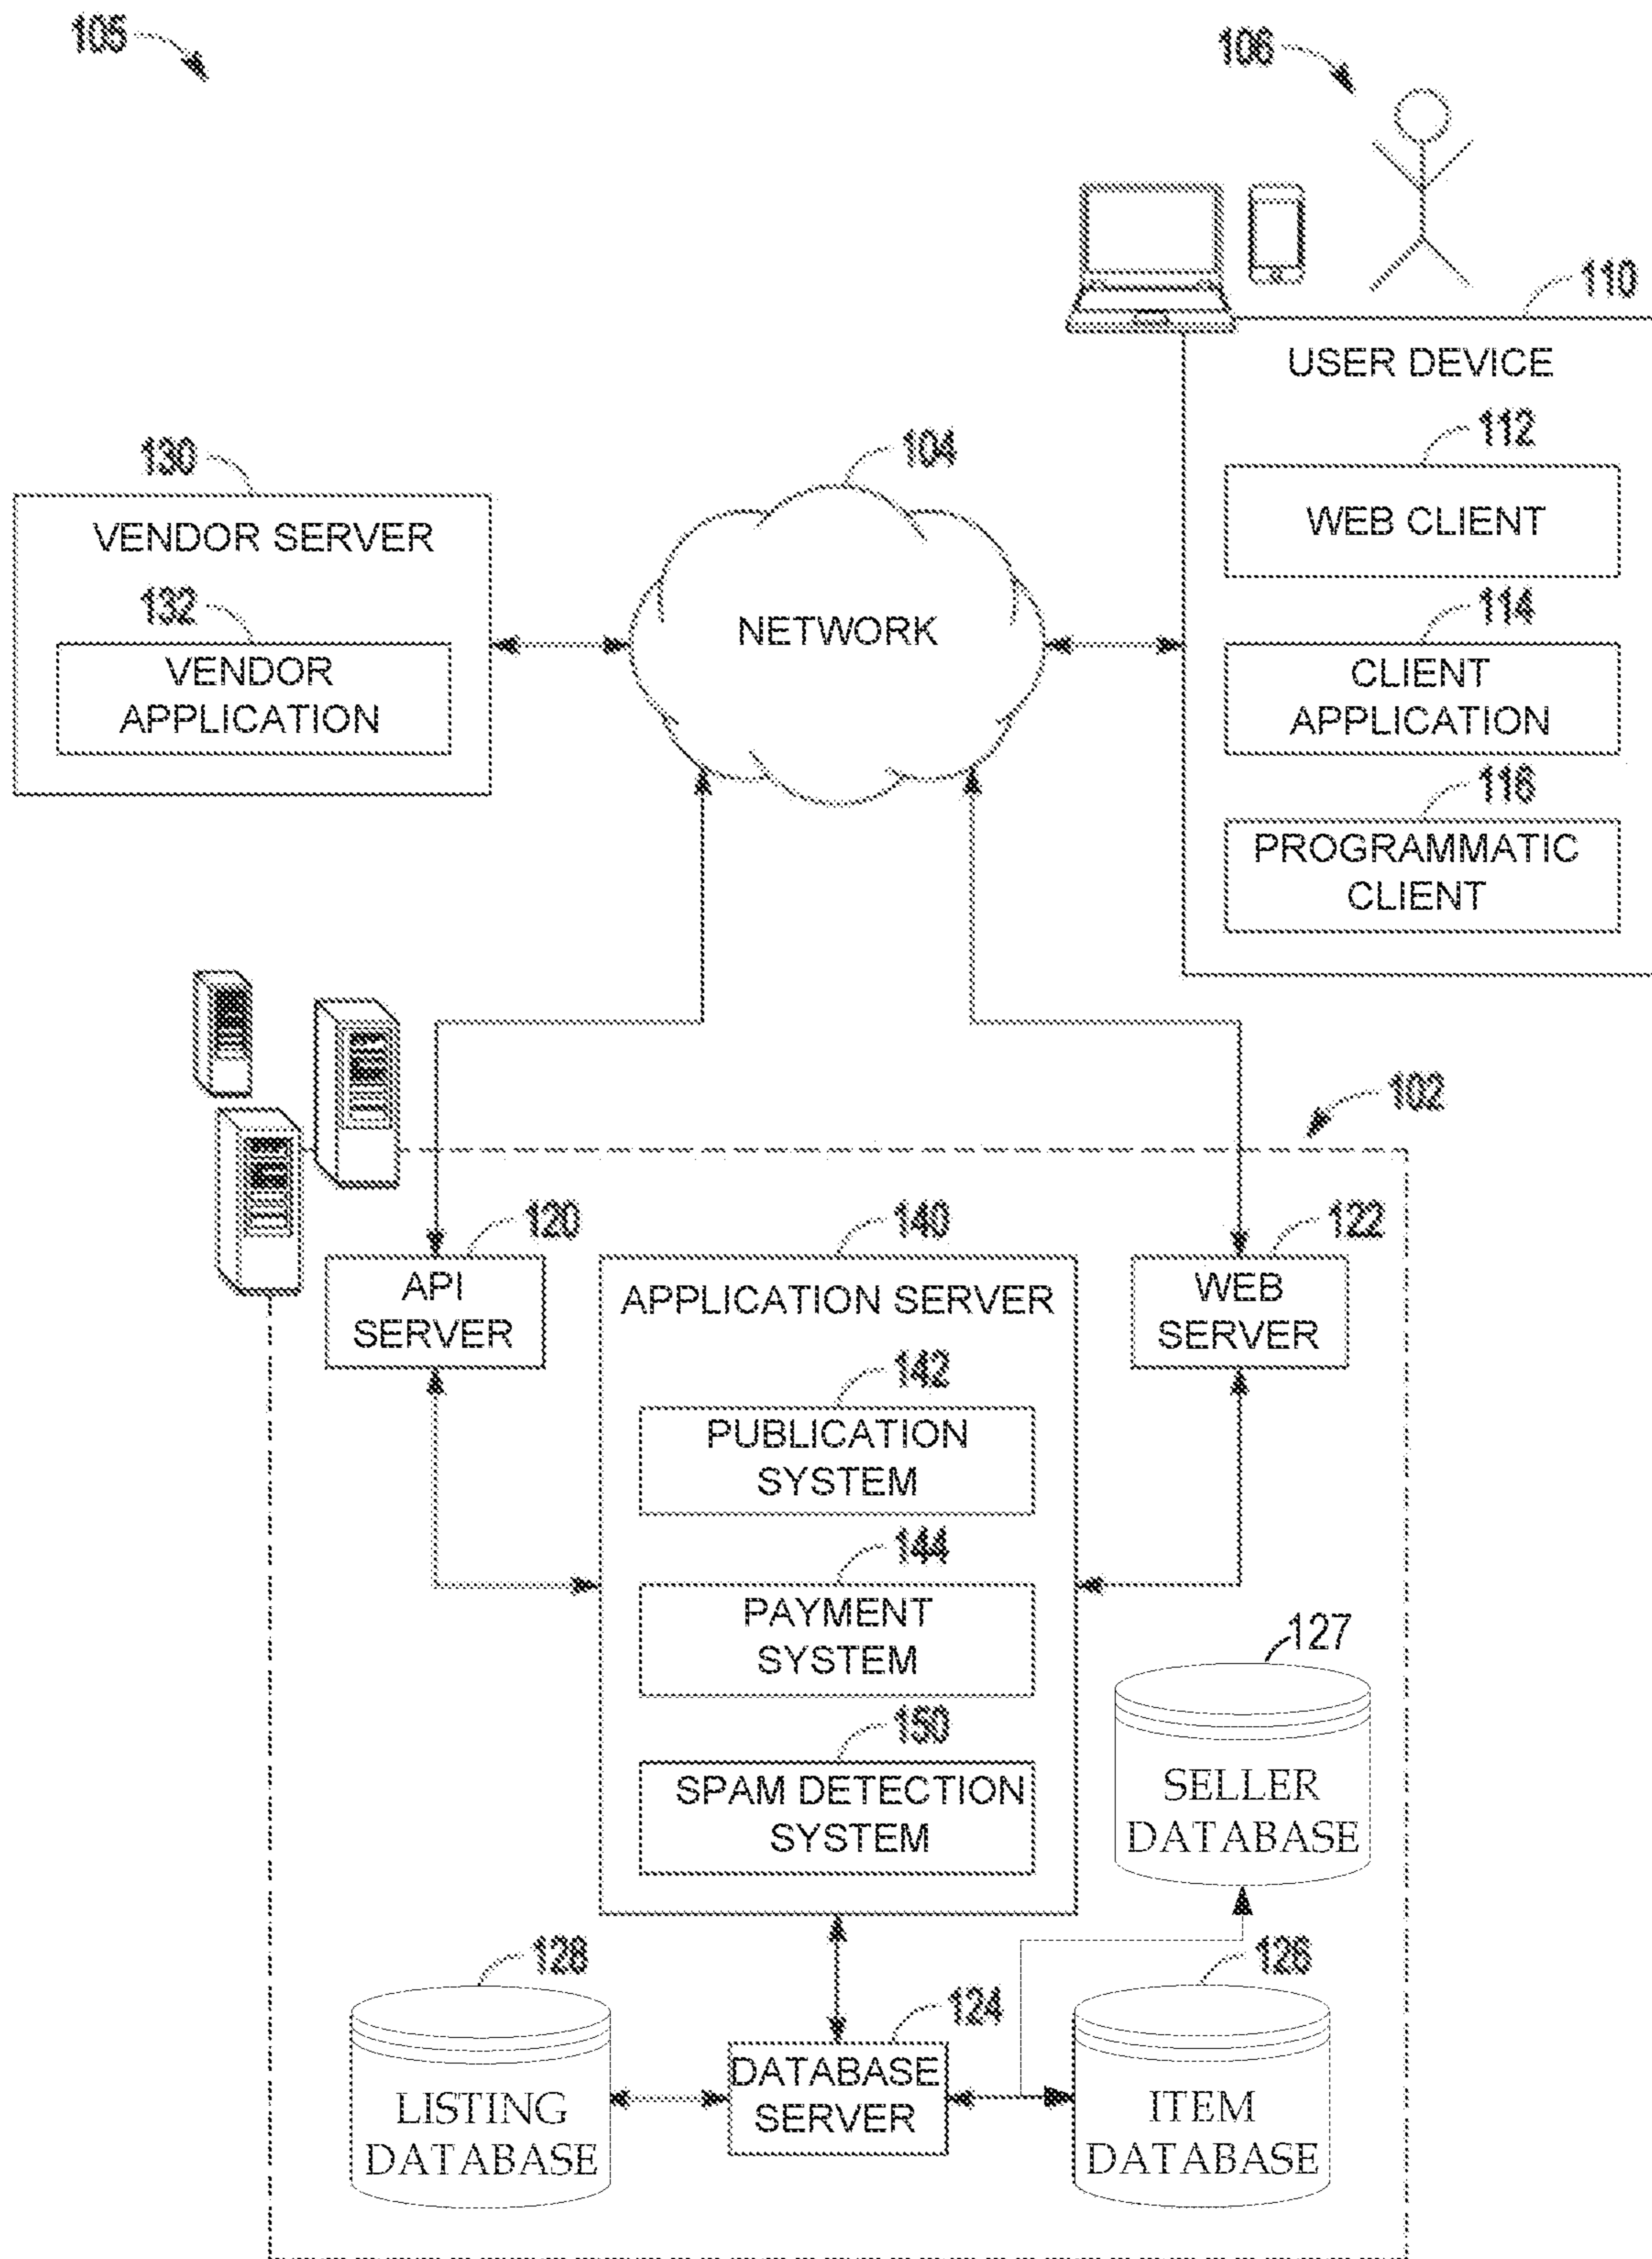 105
106
110
USER DEVICE
112
WEB CLIENT
114
CLIENT
APPLICATION
116
PROGRAMMATIC
CLIENT
104
NETWORK
130
VENDOR SERVER
132
VENDOR
APPLICATION
102
120
API
SERVER
140
APPLICATION SERVER
142
PUBLICATION
SYSTEM
144
PAYMENT
SYSTEM
150
SPAM DETECTION
SYSTEM
122
WEB
SERVER
127
SELLER
DATABASE
128
LISTING
DATABASE
124
DATABASE
SERVER
126
ITEM
DATABASE